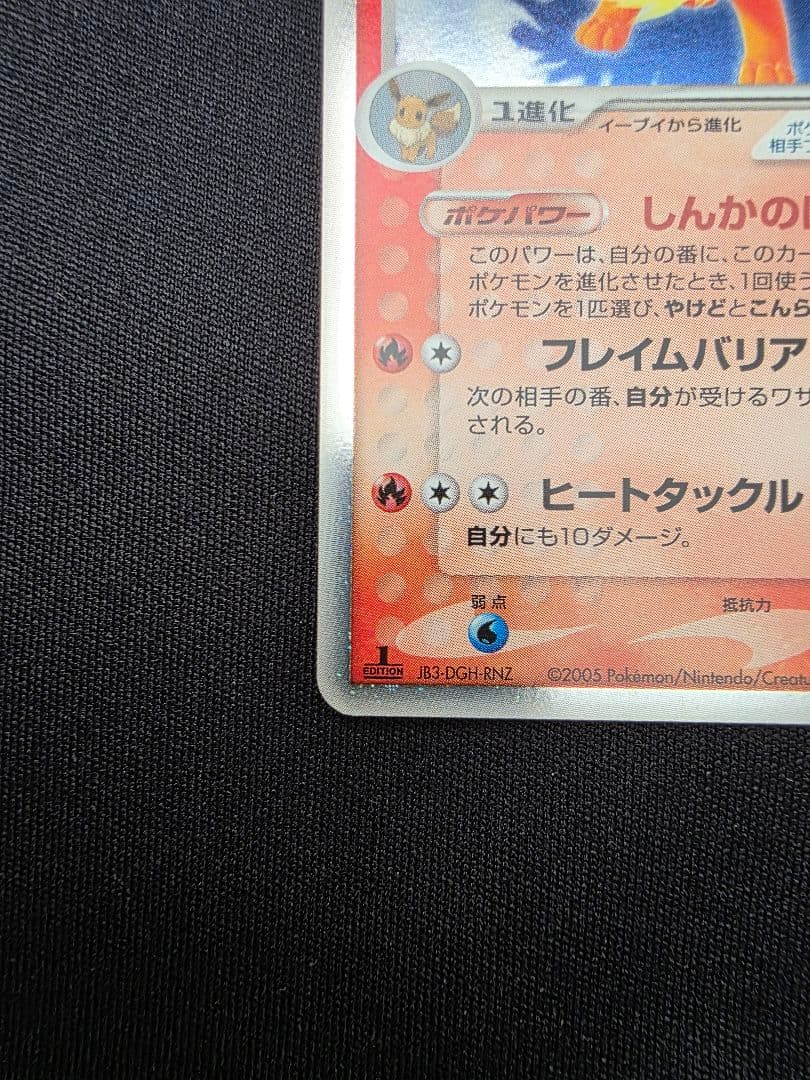 1進化
イーブイから進化
ポケ
相手プ
ポケパワー しんかの
このパワーは、自分の番に、このカー
ポケモンを進化させたとき、1回使う
ポケモンを1匹選び、やけどとこんら
フレイムバリア
次の相手の番、自分が受けるワザ
される。
ヒートタックル
自分にも10ダメージ。
弱点 抵抗力
1
EDITION JB3-DGH-RNZ ©2005 Pokémon/Nintendo/Creatu